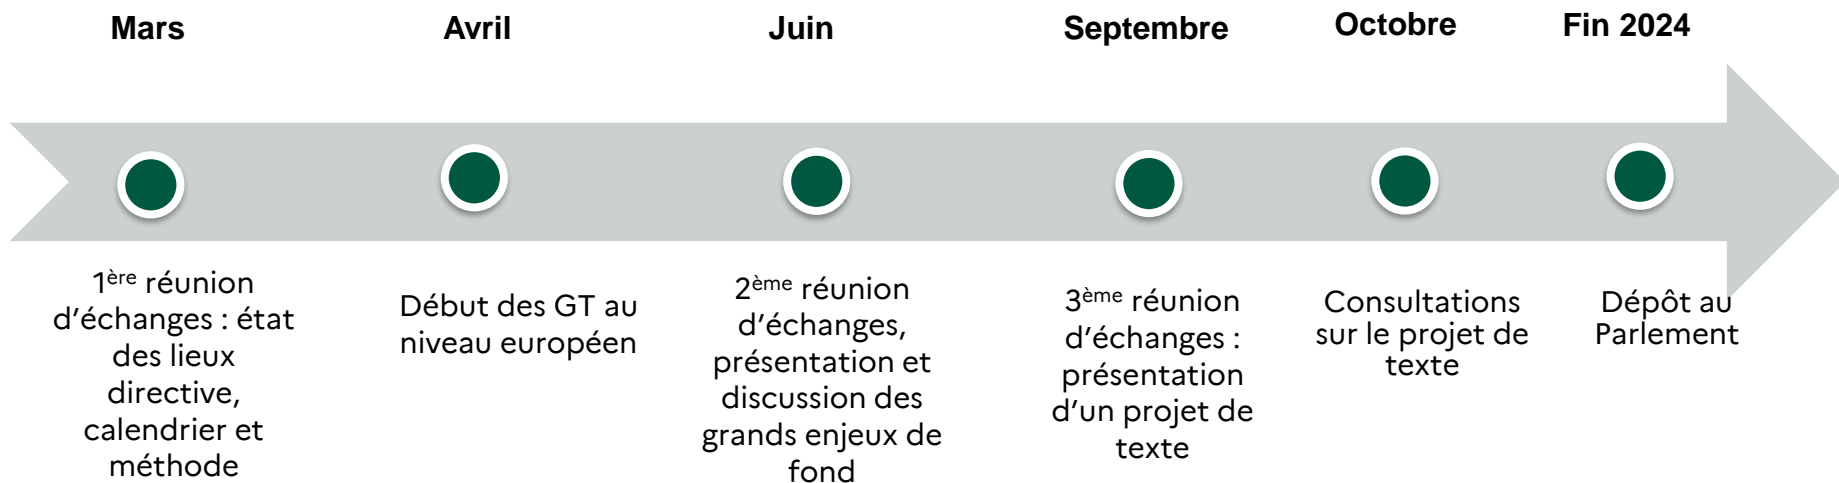 Mars
Avril
Juin
Septembre
Octobre
Fin 2024
1ère réunion
d’échanges : état
des lieux
directive,
calendrier et
méthode
Début des GT au
niveau européen
2ème réunion
d’échanges,
présentation et
discussion des
grands enjeux de
fond
3ème réunion
d’échanges :
présentation
d’un projet de
texte
Consultations
sur le projet de
texte
Dépôt au
Parlement